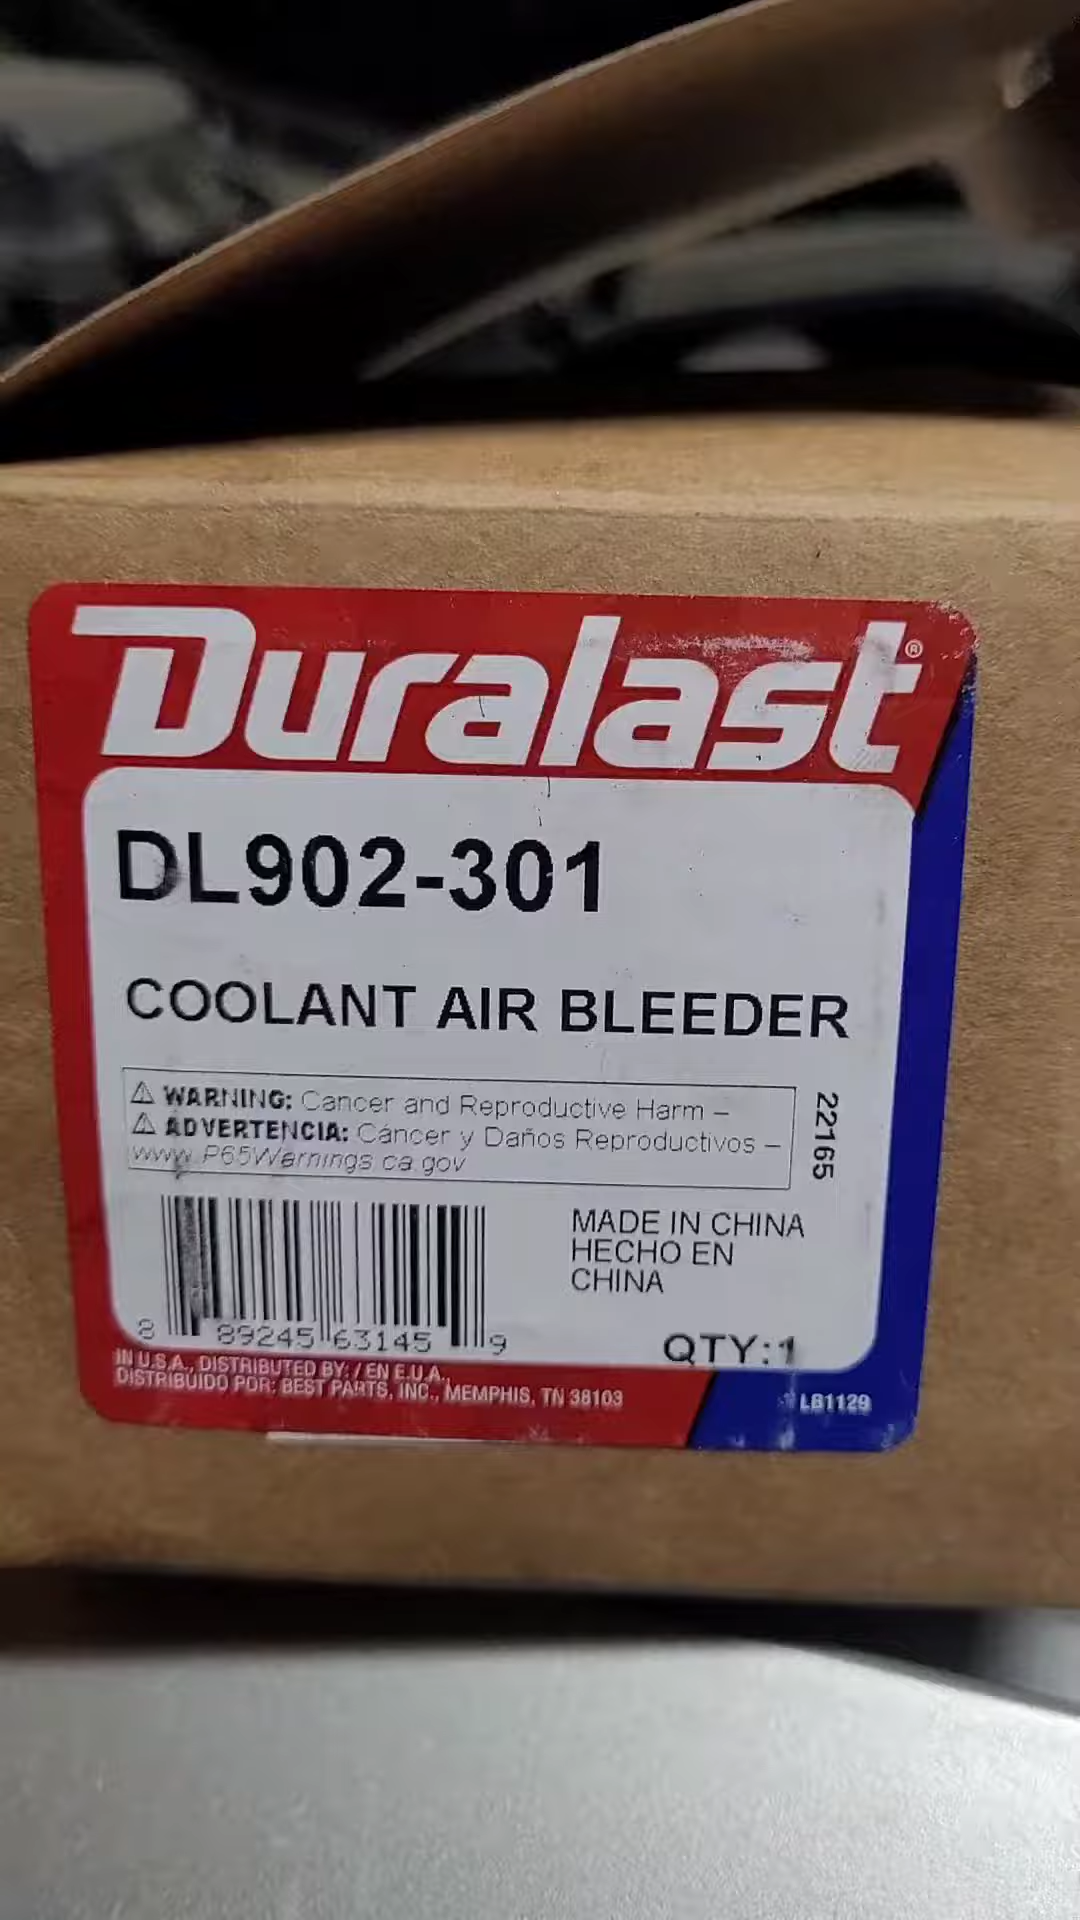 Duralast®
DL902-301
COOLANT AIR BLEEDER
⚠ WARNING: Cancer and Reproductive Harm –
⚠ ADVERTENCIA: Cáncer y Daños Reproductivos –
www.P65Warnings.ca.gov
22165
MADE IN CHINA
HECHO EN
CHINA
8 89245 63145 9
QTY:1
IN U.S.A., DISTRIBUTED BY: / EN E.U.A.,
DISTRIBUIDO POR: BEST PARTS, INC., MEMPHIS, TN 38103
LB1129